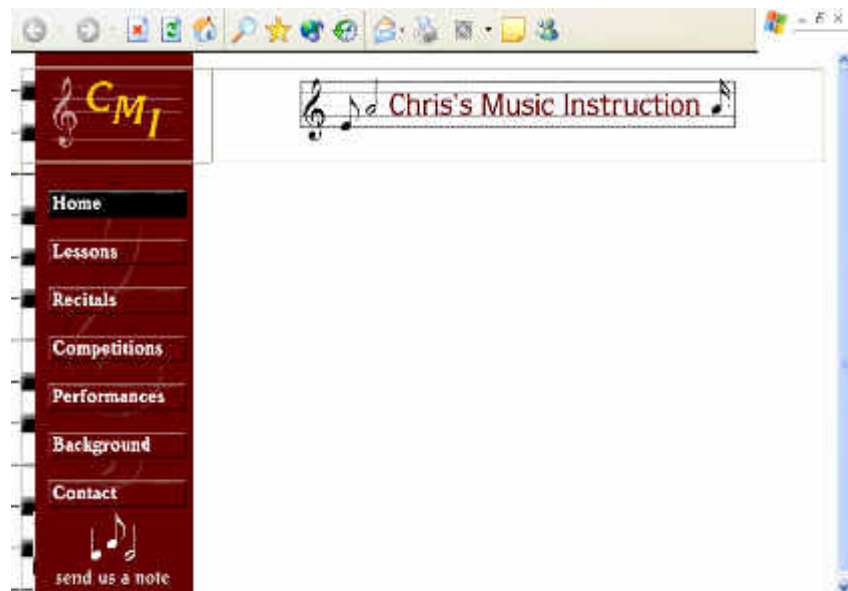 CMI
Chris's Music Instruction
Home
Lessons
Recitals
Competitions
Performances
Background
Contact
send us a note